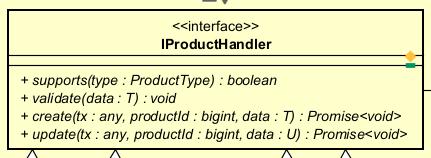 <<interface>>
IProductHandler
+ supports(type : ProductType) : boolean
+ validate(data : T) : void
+ create(tx : any, productId : bigint, data : T) : Promise<void>
+ update(tx : any, productId : bigint, data : U) : Promise<void>